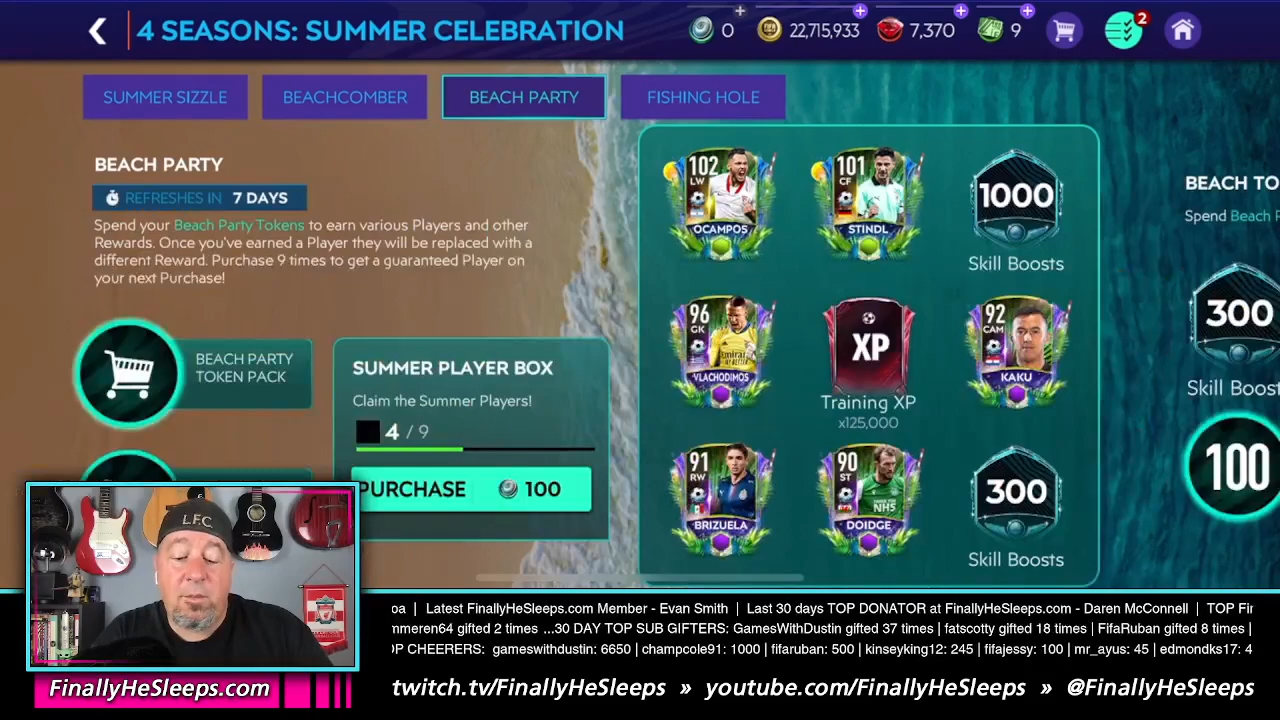 4 SEASONS: SUMMER CELEBRATION
0
22,715,933
7,370
9
2
SUMMER SIZZLE
BEACHCOMBER
BEACH PARTY
FISHING HOLE
BEACH PARTY
REFRESHES IN 7 DAYS
Spend your Beach Party Tokens to earn various Players and other
Rewards. Once you've earned a Player they will be replaced with a
different Reward. Purchase 9 times to get a guaranteed Player on
your next Purchase!
BEACH PARTY
TOKEN PACK
SUMMER PLAYER BOX
Claim the Summer Players!
4 / 9
PURCHASE 100
102
LW
OCAMPOS
101
CF
STINDL
1000
Skill Boosts
96
GK
VLACHODIMOS
XP
Training XP
x125,000
92
CAM
KAKU
91
RW
BRIZUELA
90
ST
DOIDGE
300
Skill Boosts
BEACH TO
Spend Beach P
300
Skill Boost
100
L.F.C.
oa | Latest FinallyHeSleeps.com Member - Evan Smith | Last 30 days TOP DONATOR at FinallyHeSleeps.com - Daren McConnell | TOP Fir
nmeren64 gifted 2 times ...30 DAY TOP SUB GIFTERS: GamesWithDustin gifted 37 times | fatscotty gifted 18 times | FifaRuban gifted 8 times |
OP CHEERERS: gameswithdustin: 6650 | champcole91: 1000 | fifaruban: 500 | kinseyking12: 245 | fifajessy: 100 | mr_ayus: 45 | edmondks17: 4
FinallyHeSleeps.com
twitch.tv/FinallyHeSleeps » youtube.com/FinallyHeSleeps » @FinallyHeSleeps